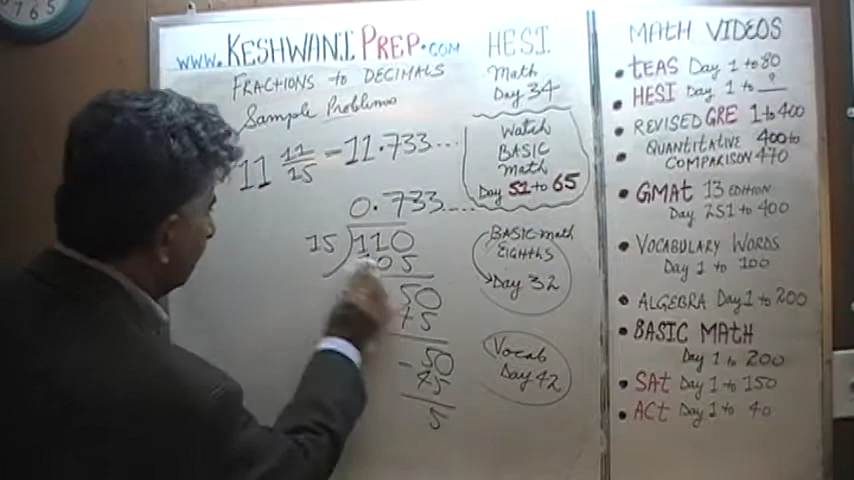 www.KESHWANIPREP.COM
FRACTIONS to DECIMALS
Sample Problems
11 11/15 = 11.733...
0.733....
15 110
105
50
45
- 50
45
5
HESI
Math
Day 34
Watch
BASIC
Math
Day 51 to 65
BASIC math
EIGHTHS
Day 32
Vocab
Day 42
MATH VIDEOS
• TEAS Day 1 to 80
• HESI Day 1 to ?
• REVISED GRE 1 to 400
• QUANTITATIVE 400 to
COMPARISON 470
• GMAT 13 EDITION
Day 251 to 400
• VOCABULARY WORDS
Day 1 to 100
• ALGEBRA Day 1 to 200
• BASIC MATH
Day 1 to 200
• SAT Day 1 to 150
• ACT Day 1 to 40
7 6 5